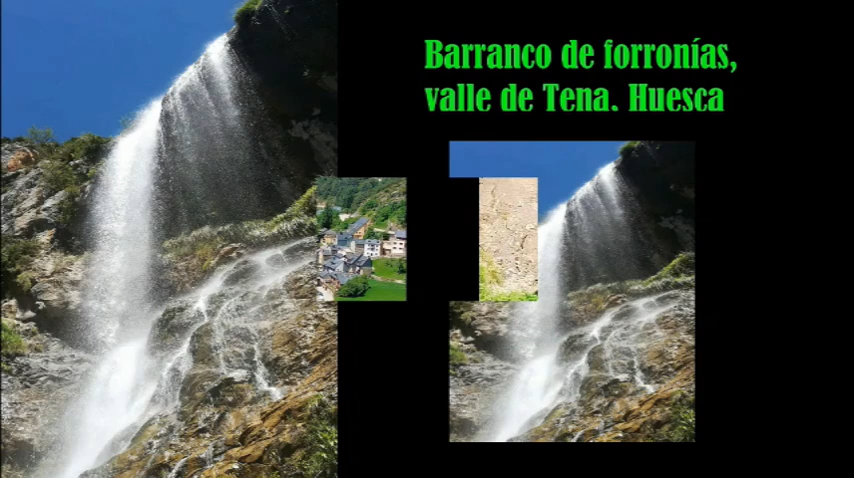 Barranco de forronías,
valle de Tena. Huesca